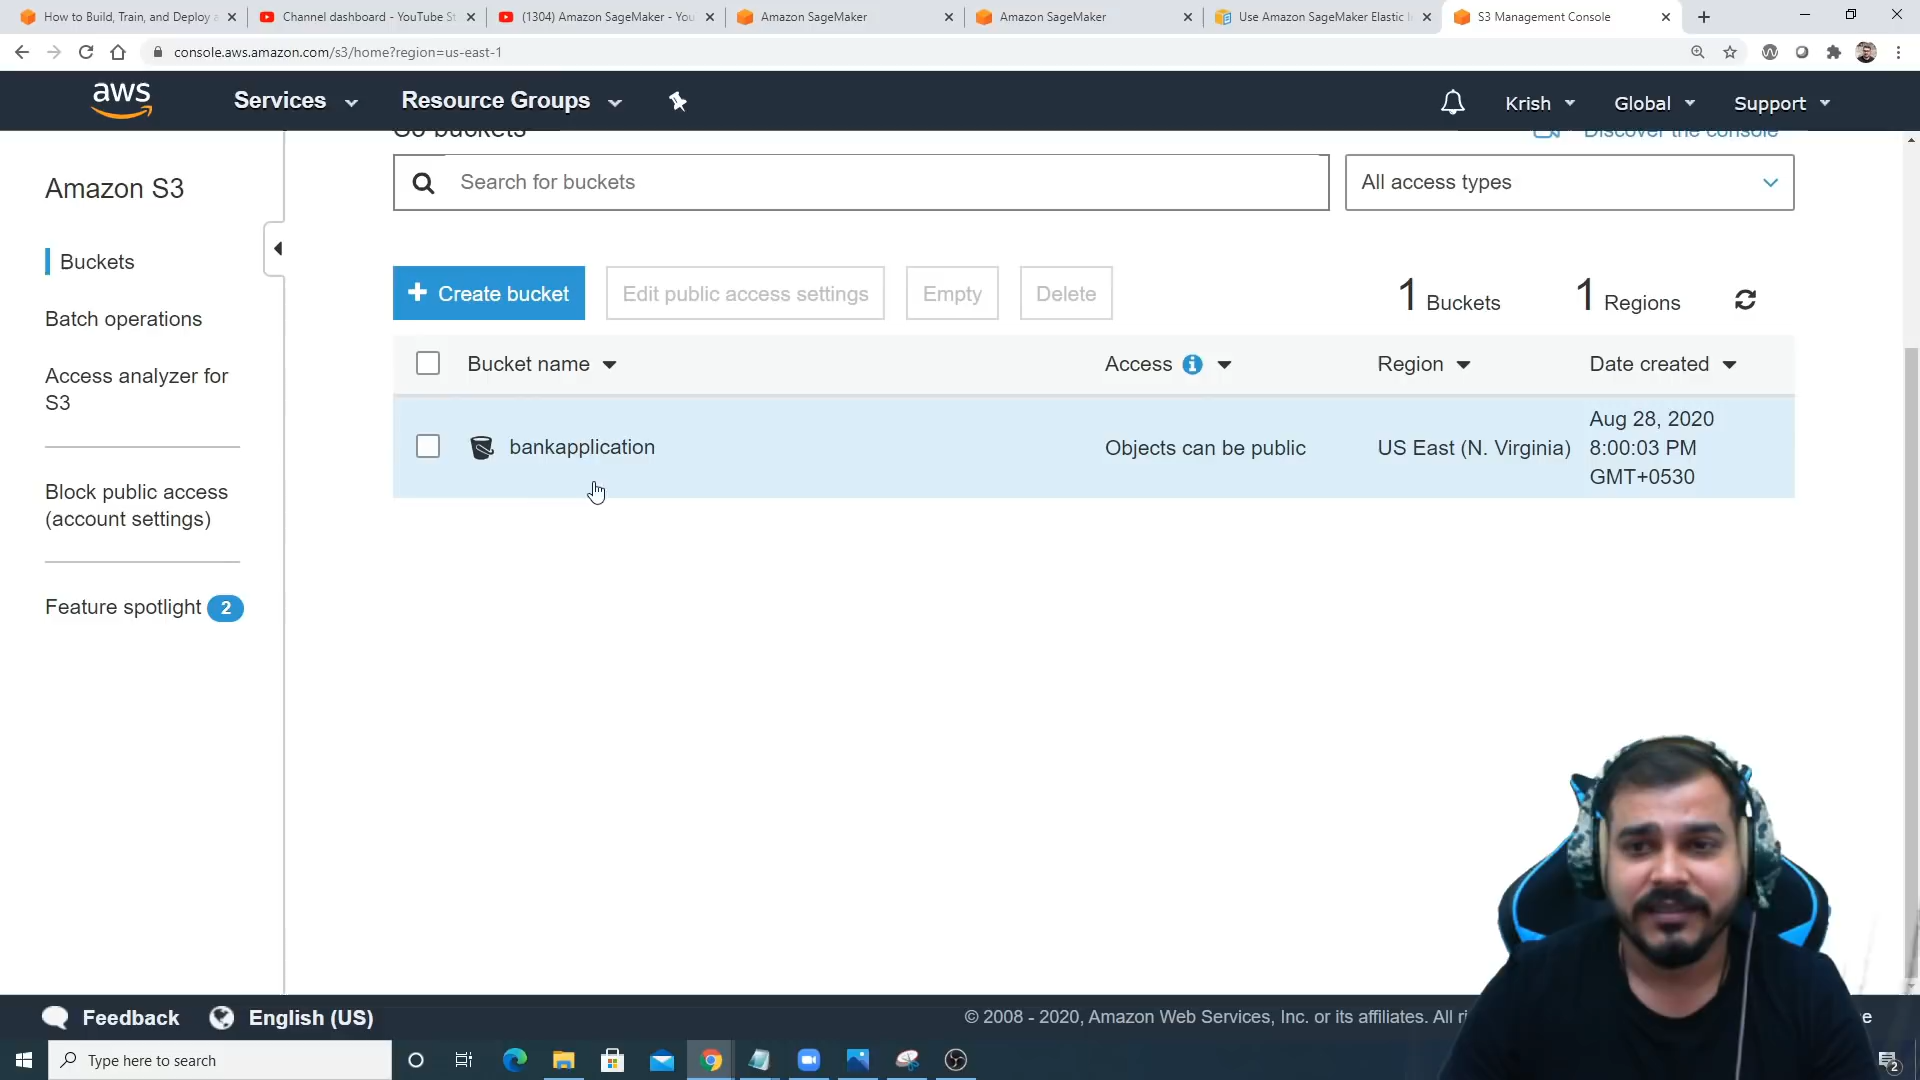 How to Build, Train, and Deploy
Channel dashboard - YouTube St
(1304) Amazon SageMaker - You
Amazon SageMaker
Amazon SageMaker
Use Amazon SageMaker Elastic
S3 Management Console
console.aws.amazon.com/s3/home?region=us-east-1
aws
Services
Resource Groups
Krish
Global
Support
S3 buckets
Discover the console
Amazon S3
Search for buckets
All access types
Buckets
Batch operations
Access analyzer for
S3
Block public access
(account settings)
Feature spotlight 2
+ Create bucket
Edit public access settings
Empty
Delete
1 Buckets
1 Regions
Bucket name
Access
Region
Date created
bankapplication
Objects can be public
US East (N. Virginia)
Aug 28, 2020
8:00:03 PM
GMT+0530
Feedback
English (US)
© 2008 - 2020, Amazon Web Services, Inc. or its affiliates. All
Type here to search
2